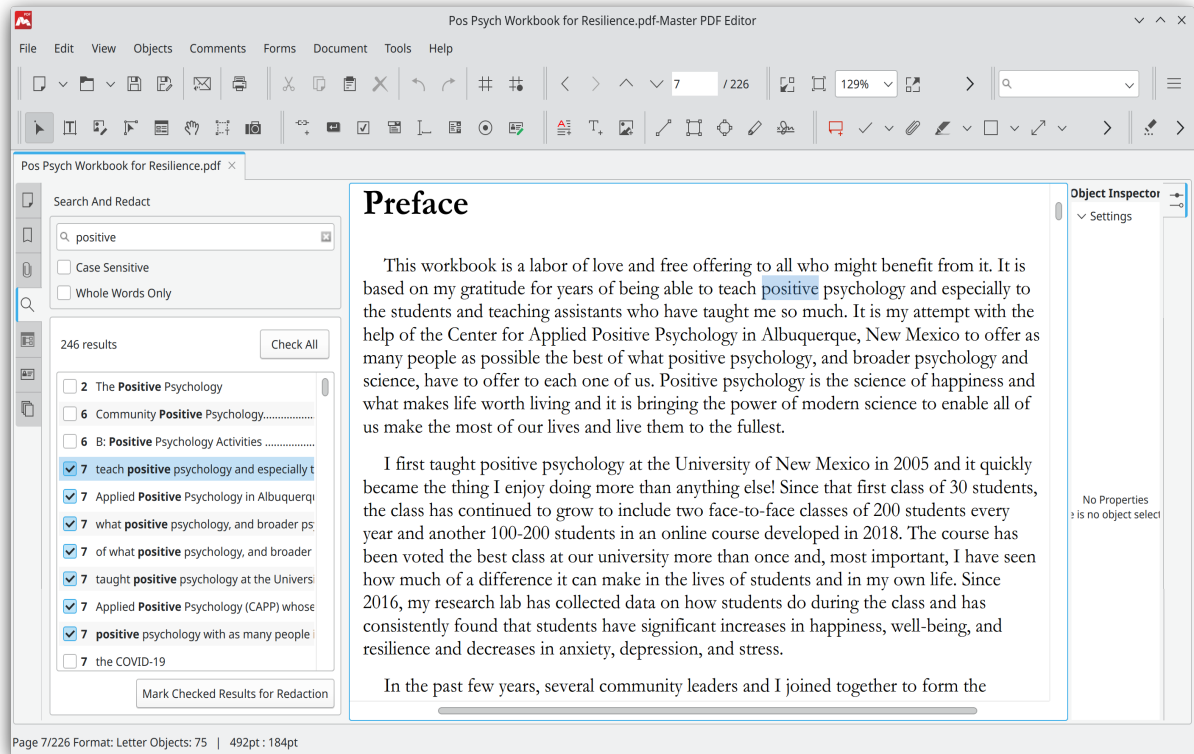 Pos Psych Workbook for Resilience.pdf-Master PDF Editor
File Edit View Objects Comments Forms Document Tools Help
7 / 226 129%
Pos Psych Workbook for Resilience.pdf
Search And Redact
positive
Case Sensitive
Whole Words Only
246 results Check All
2 The Positive Psychology
6 Community Positive Psychology................
6 B: Positive Psychology Activities ...............
7 teach positive psychology and especially t
7 Applied Positive Psychology in Albuquerqu
7 what positive psychology, and broader ps
7 of what positive psychology, and broader
7 taught positive psychology at the Universi
7 Applied Positive Psychology (CAPP) whose
7 positive psychology with as many people i
7 the COVID-19
Mark Checked Results for Redaction
Preface
This workbook is a labor of love and free offering to all who might benefit from it. It is
based on my gratitude for years of being able to teach positive psychology and especially to
the students and teaching assistants who have taught me so much. It is my attempt with the
help of the Center for Applied Positive Psychology in Albuquerque, New Mexico to offer as
many people as possible the best of what positive psychology, and broader psychology and
science, have to offer to each one of us. Positive psychology is the science of happiness and
what makes life worth living and it is bringing the power of modern science to enable all of
us make the most of our lives and live them to the fullest.
I first taught positive psychology at the University of New Mexico in 2005 and it quickly
became the thing I enjoy doing more than anything else! Since that first class of 30 students,
the class has continued to grow to include two face-to-face classes of 200 students every
year and another 100-200 students in an online course developed in 2018. The course has
been voted the best class at our university more than once and, most important, I have seen
how much of a difference it can make in the lives of students and in my own life. Since
2016, my research lab has collected data on how students do during the class and has
consistently found that students have significant increases in happiness, well-being, and
resilience and decreases in anxiety, depression, and stress.
In the past few years, several community leaders and I joined together to form the
Object Inspector
Settings
No Properties
e is no object select
Page 7/226 Format: Letter Objects: 75 | 492pt : 184pt